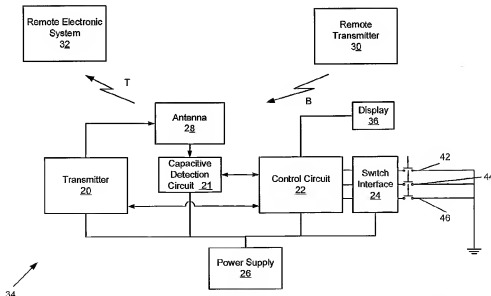 Remote Electronic
System
32
Remote
Transmitter
30
T
B
Antenna
28
Display
36
Transmitter
20
Capacitive
Detection
Circuit 21
Control Circuit
22
Switch
Interface
24
42
44
46
Power Supply
26
34